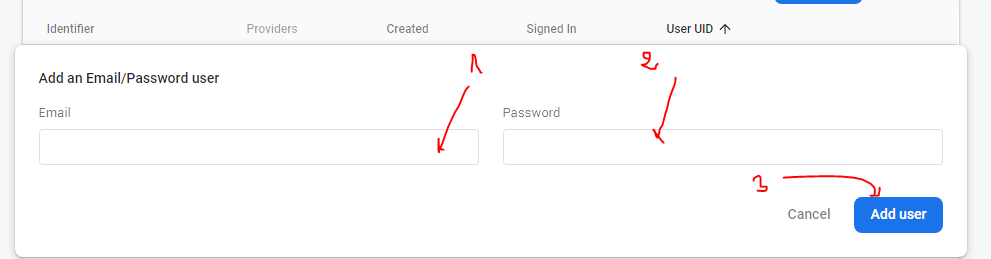 Identifier Providers Created Signed In User UID
1 2
Add an Email/Password user
Email Password
3
Cancel Add user